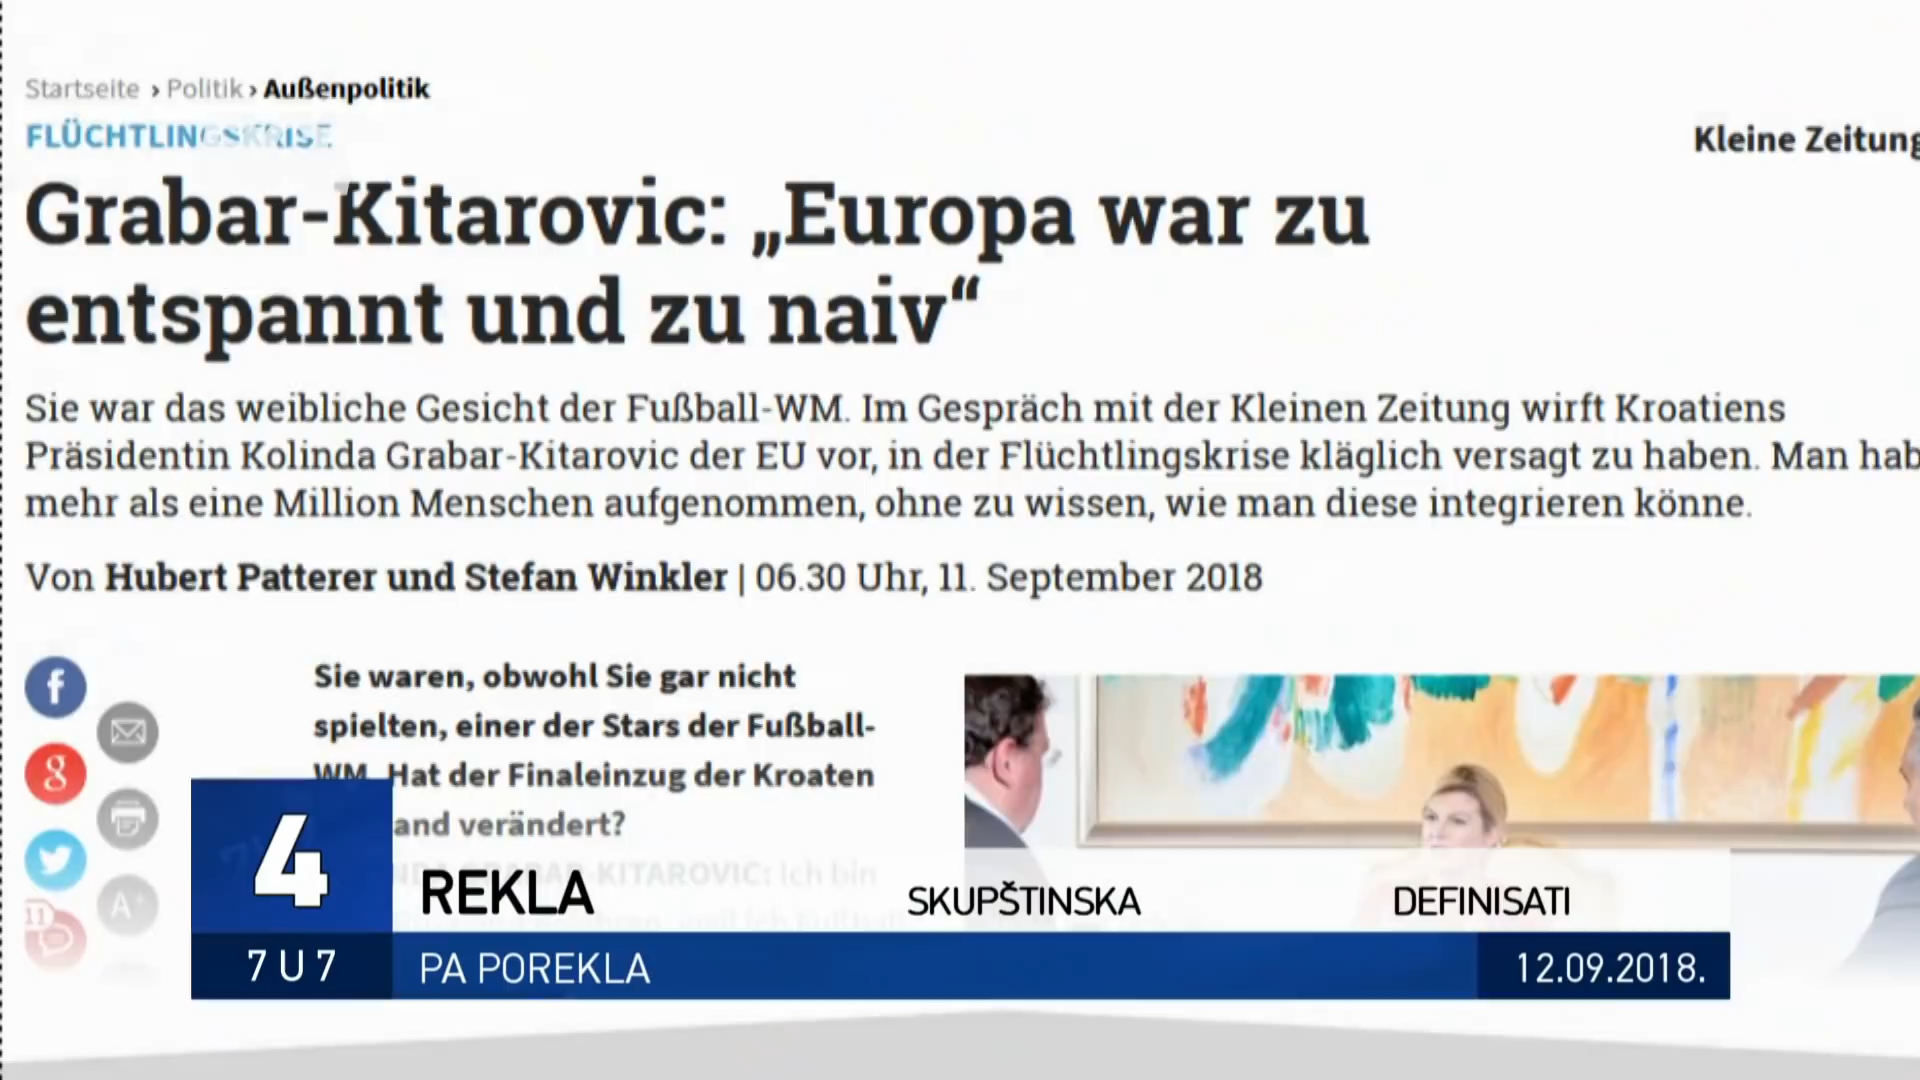 Startseite › Politik › Außenpolitik
FLÜCHTLINGSKRISE
Kleine Zeitung
Grabar-Kitarovic: „Europa war zu
entspannt und zu naiv“
Sie war das weibliche Gesicht der Fußball-WM. Im Gespräch mit der Kleinen Zeitung wirft Kroatiens
Präsidentin Kolinda Grabar-Kitarovic der EU vor, in der Flüchtlingskrise kläglich versagt zu haben. Man hab
mehr als eine Million Menschen aufgenommen, ohne zu wissen, wie man diese integrieren könne.
Von Hubert Patterer und Stefan Winkler | 06.30 Uhr, 11. September 2018
Sie waren, obwohl Sie gar nicht
spielten, einer der Stars der Fußball-
WM. Hat der Finaleinzug der Kroaten
and verändert?
GRABAR-KITAROVIC: Ich bin
f
g
A+
11
4
REKLA
SKUPŠTINSKA
DEFINISATI
7 U 7
PA POREKLA
12.09.2018.